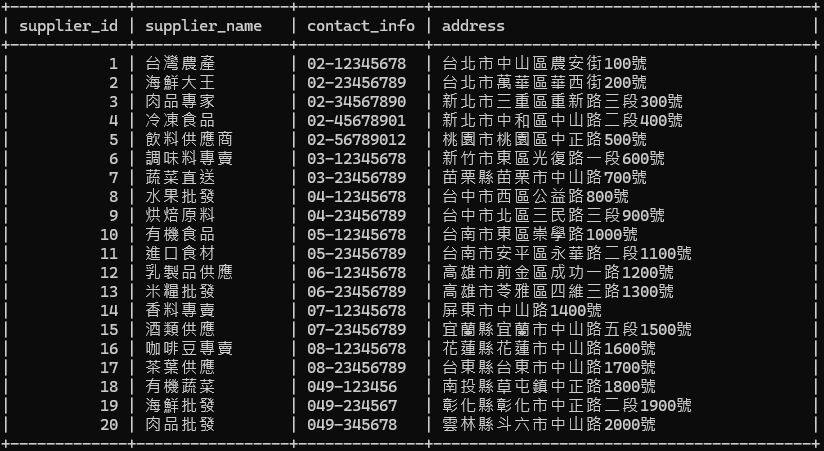 supplier_id | supplier_name | contact_info | address
1 | 台灣農產 | 02-12345678 | 台北市中山區農安街100號
2 | 海鮮大王 | 02-23456789 | 台北市萬華區華西街200號
3 | 肉品專家 | 02-34567890 | 新北市三重區重新路三段300號
4 | 冷凍食品 | 02-45678901 | 新北市中和區中山路二段400號
5 | 飲料供應商 | 02-56789012 | 桃園市桃園區中正路500號
6 | 調味料專賣 | 03-12345678 | 新竹市東區光復路一段600號
7 | 蔬菜直送 | 03-23456789 | 苗栗縣苗栗市中山路700號
8 | 水果批發 | 04-12345678 | 台中市西區公益路800號
9 | 烘焙原料 | 04-23456789 | 台中市北區三民路三段900號
10 | 有機食品 | 05-12345678 | 台南市東區崇學路1000號
11 | 進口食材 | 05-23456789 | 台南市安平區永華路二段1100號
12 | 乳製品供應 | 06-12345678 | 高雄市前金區成功一路1200號
13 | 米糧批發 | 06-23456789 | 高雄市苓雅區四維三路1300號
14 | 香料專賣 | 07-12345678 | 屏東市中山路1400號
15 | 酒類供應 | 07-23456789 | 宜蘭縣宜蘭市中山路五段1500號
16 | 咖啡豆專賣 | 08-12345678 | 花蓮縣花蓮市中山路1600號
17 | 茶葉供應 | 08-23456789 | 台東縣台東市中山路1700號
18 | 有機蔬菜 | 049-123456 | 南投縣草屯鎮中正路1800號
19 | 海鮮批發 | 049-234567 | 彰化縣彰化市中正路二段1900號
20 | 肉品批發 | 049-345678 | 雲林縣斗六市中山路2000號